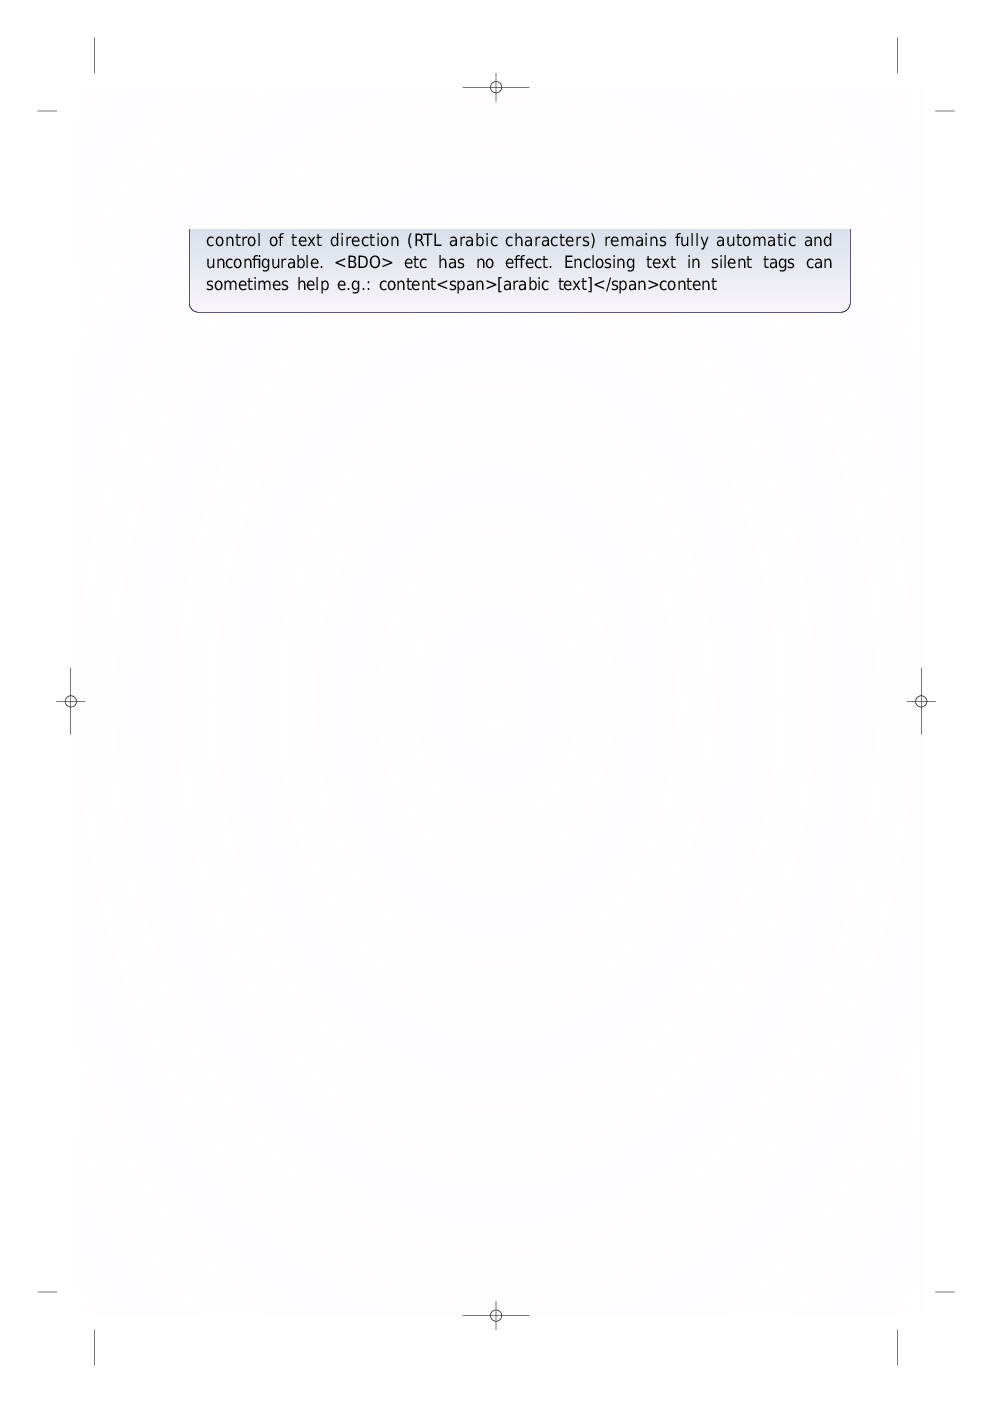 control of text direction (RTL arabic characters) remains fully automatic and
unconfigurable. <BDO> etc has no effect. Enclosing text in silent tags can
sometimes help e.g.: content<span>[arabic text]</span>content